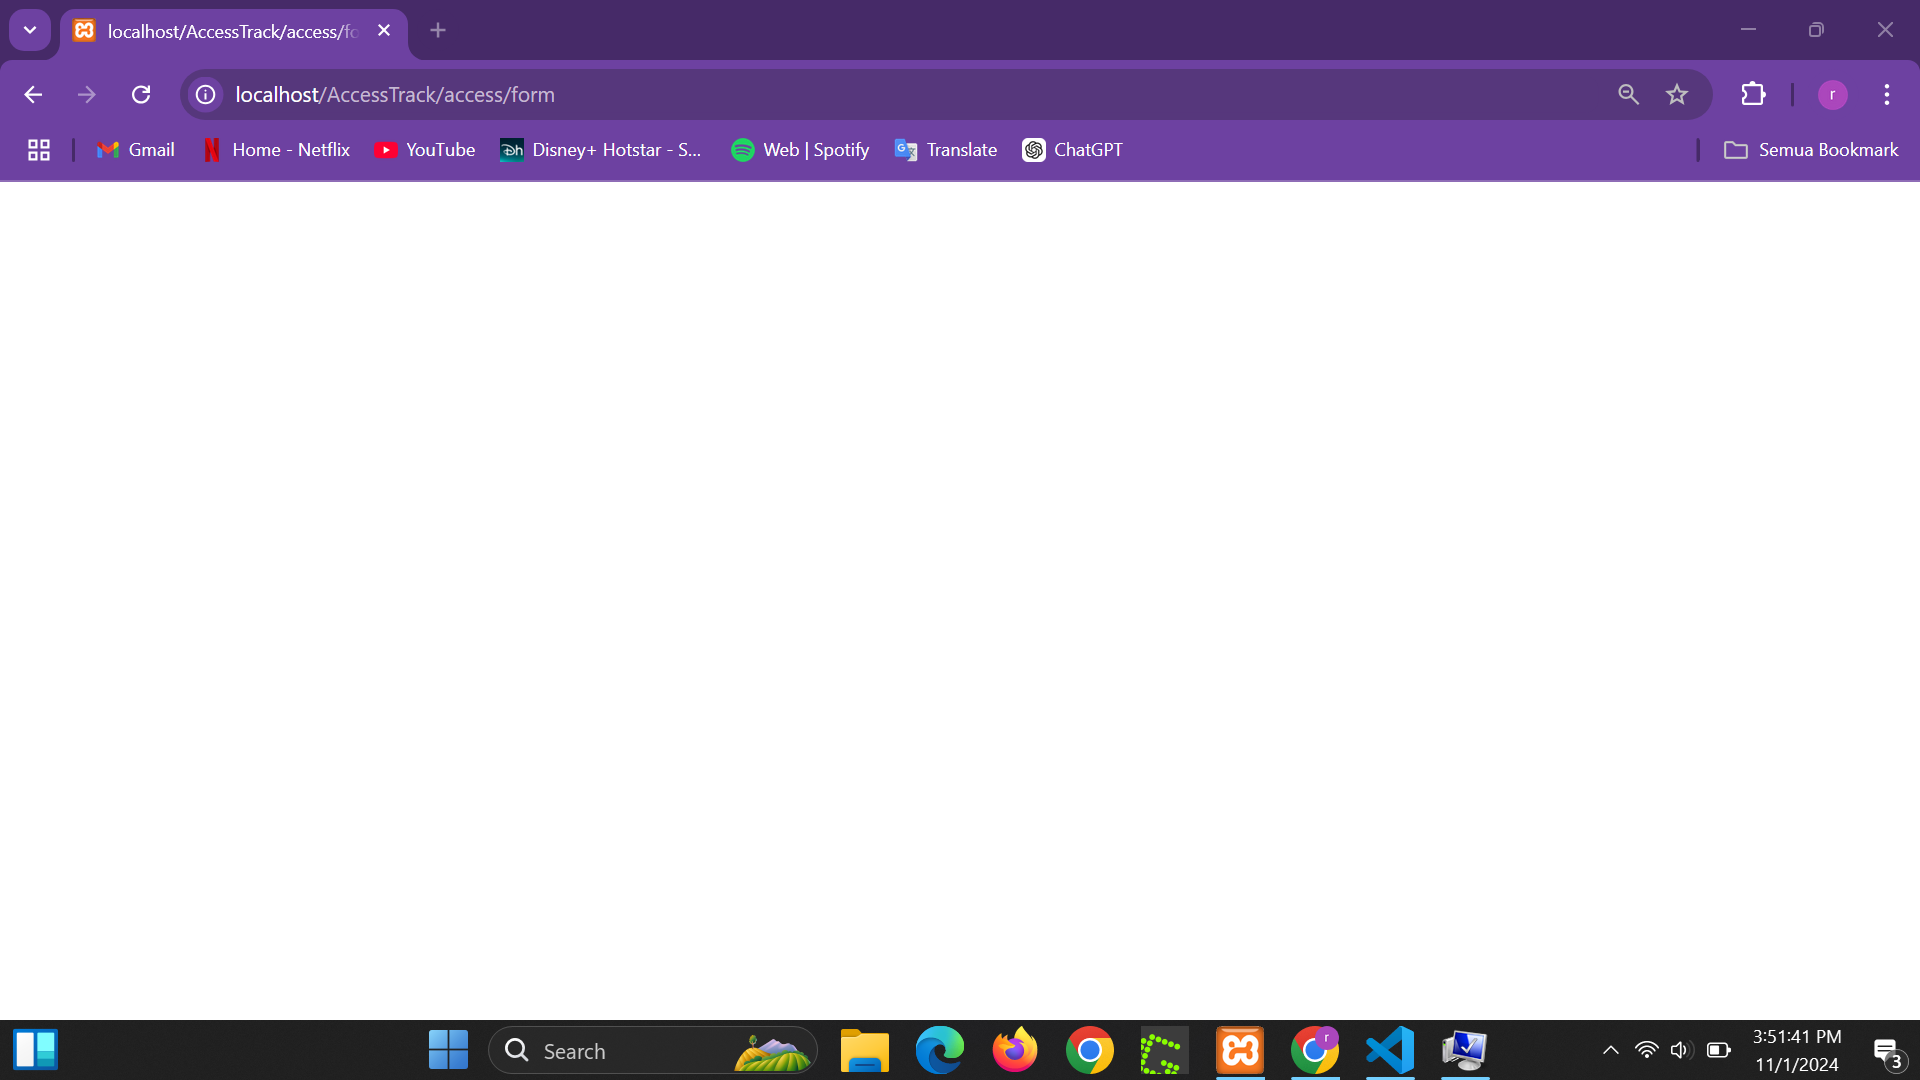 localhost/AccessTrack/access/fo
localhost/AccessTrack/access/form
r
Gmail
Home - Netflix
YouTube
Disney+ Hotstar - S...
Web | Spotify
Translate
ChatGPT
Semua Bookmark
Search
r
3:51:41 PM
11/1/2024
3